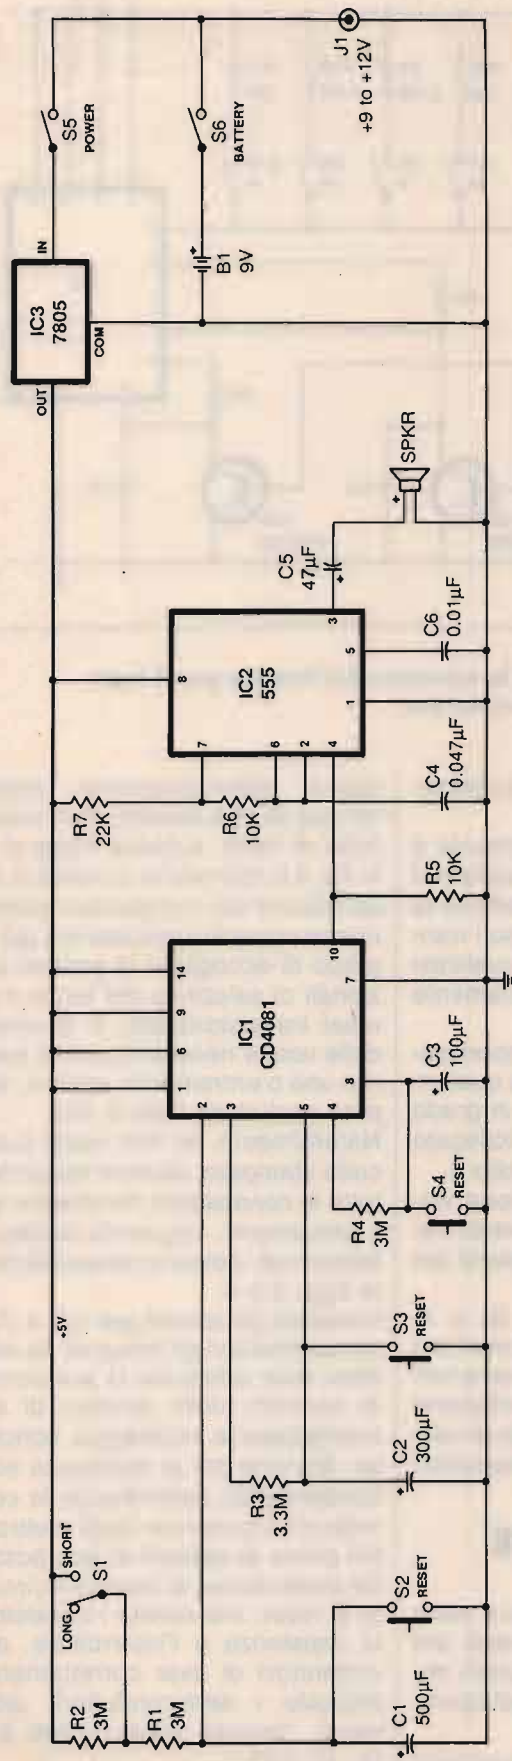 R2
3M
R1
3M
LONG
SHORT
S1
C1
+
500µF
S2
RESET
+5V
R3
3.3M
C2
+
300µF
S3
RESET
R4
3M
S4
RESET
C3
+
100µF
IC1
CD4081
1
6
9
14
2
3
5
4
8
7
10
R5
10K
R7
22K
R6
10K
C4
0.047µF
IC2
555
7
6
2
4
8
1
5
3
C6
0.01µF
C5
47µF
+
SPKR
+
IC3
7805
OUT
IN
COM
B1
9V
+
S5
POWER
S6
BATTERY
J1
+9 to +12V